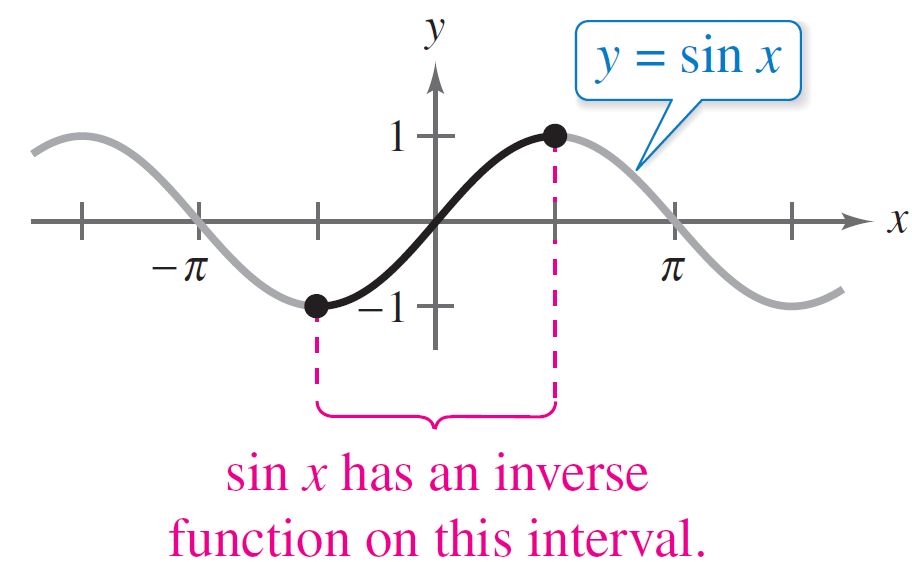 y
y = sin x
1
x
−π
π
−1
sin x has an inverse
function on this interval.